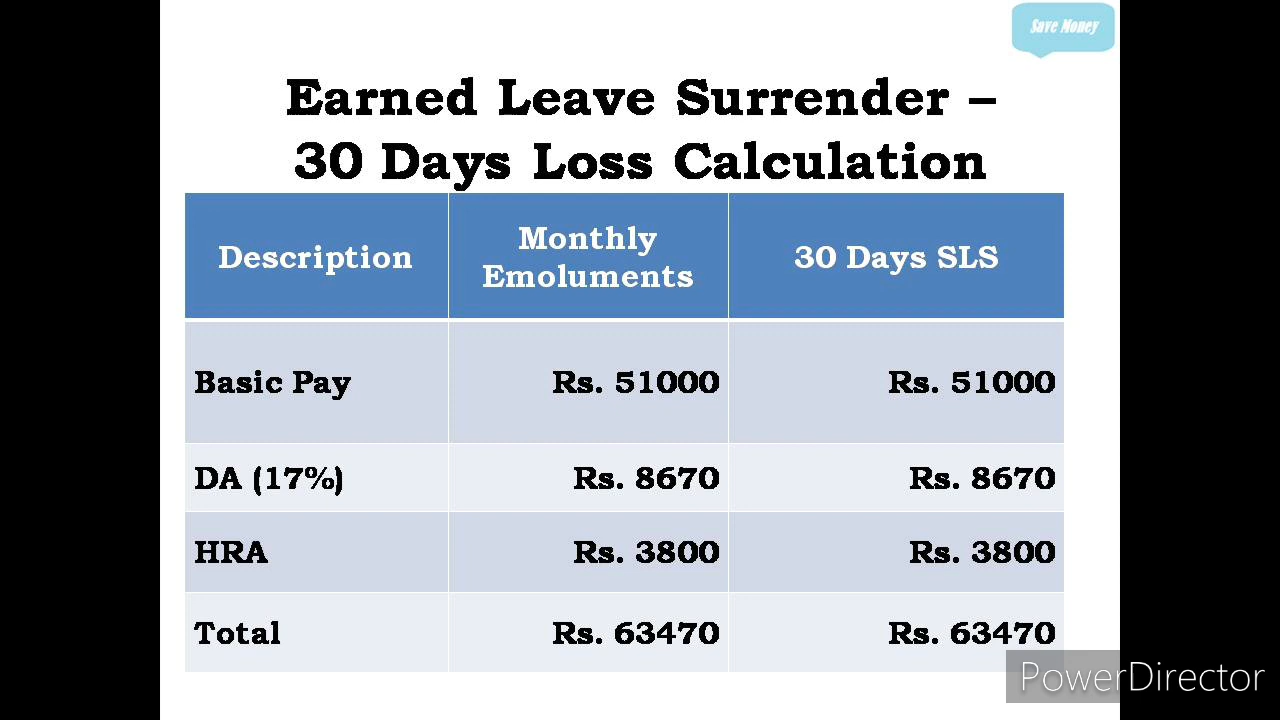 Save Money
Earned Leave Surrender –
30 Days Loss Calculation
Description
Monthly
Emoluments
30 Days SLS
Basic Pay
Rs. 51000
Rs. 51000
DA (17%)
Rs. 8670
Rs. 8670
HRA
Rs. 3800
Rs. 3800
Total
Rs. 63470
Rs. 63470
PowerDirector